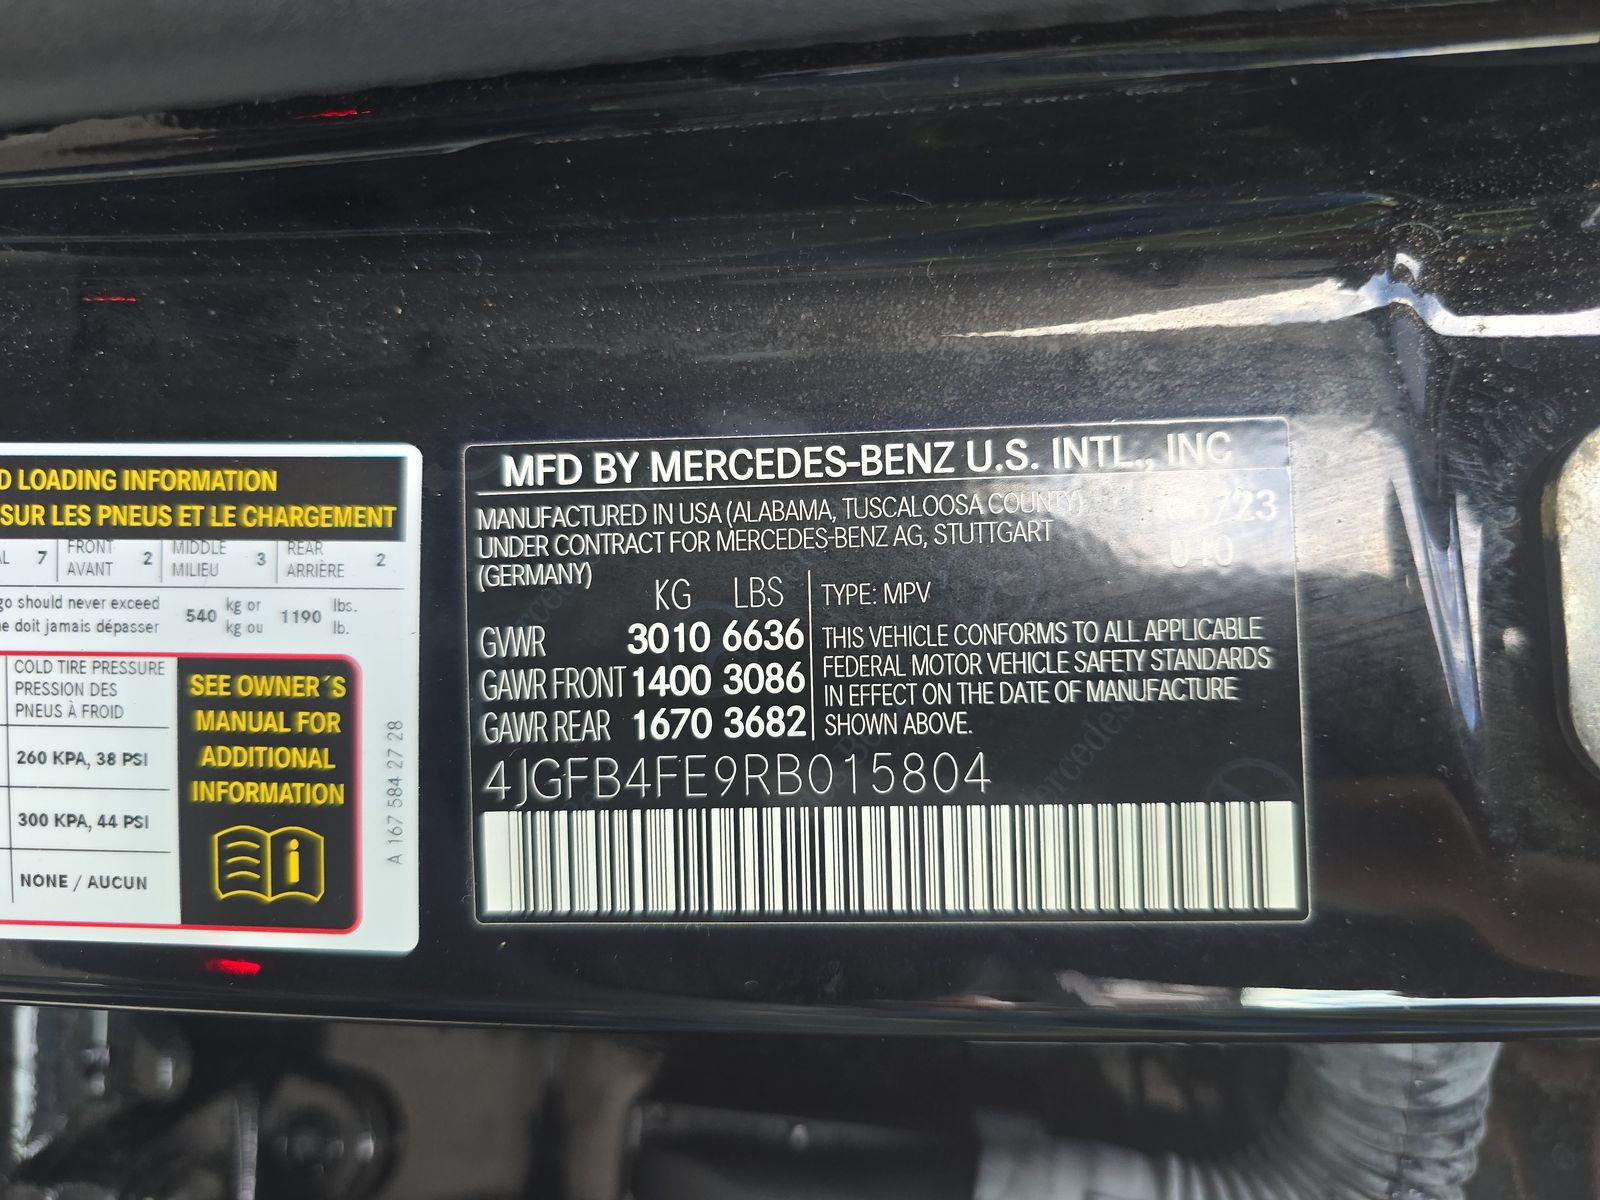 D LOADING INFORMATION
SUR LES PNEUS ET LE CHARGEMENT
AL 7 FRONT AVANT 2 MIDDLE MILIEU 3 REAR ARRIÈRE 2
go should never exceed 540 kg or 1190 lbs.
ne doit jamais dépasser kg ou lb.
COLD TIRE PRESSURE
PRESSION DES
PNEUS À FROID
260 KPA, 38 PSI
300 KPA, 44 PSI
NONE / AUCUN
SEE OWNER´S
MANUAL FOR
ADDITIONAL
INFORMATION
A 167 584 27 28
MFD BY MERCEDES-BENZ U.S. INTL., INC
MANUFACTURED IN USA (ALABAMA, TUSCALOOSA COUNTY)
UNDER CONTRACT FOR MERCEDES-BENZ AG, STUTTGART
(GERMANY)
/23
010
KG LBS
GVWR 3010 6636
GAWR FRONT 1400 3086
GAWR REAR 1670 3682
TYPE: MPV
THIS VEHICLE CONFORMS TO ALL APPLICABLE
FEDERAL MOTOR VEHICLE SAFETY STANDARDS
IN EFFECT ON THE DATE OF MANUFACTURE
SHOWN ABOVE.
4JGFB4FE9RB015804